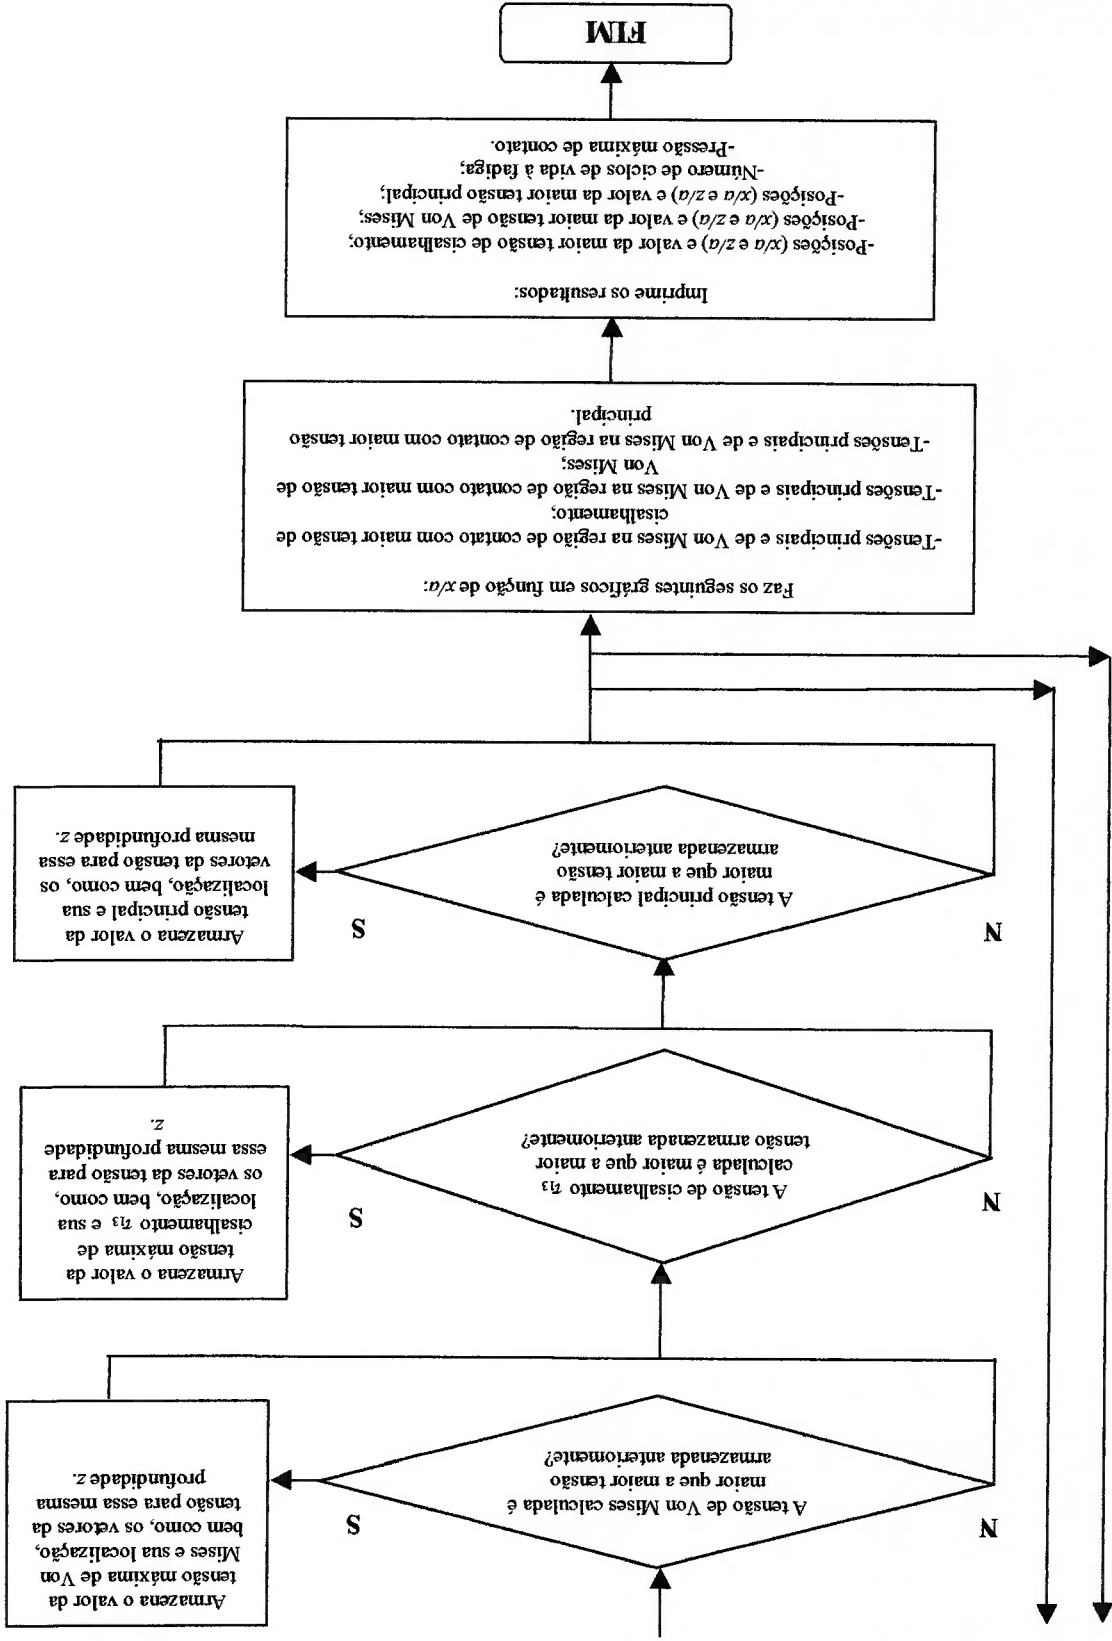 A tensão de Von Mises calculada é
maior que a maior tensão
armazenada anteriomente?
N
S
Armazena o valor da
tensão máxima de Von
Mises e sua localização,
bem como, os vetores da
tensão para essa mesma
profundidade z.
A tensão de cisalhamento τ₁₃
calculada é maior que a maior
tensão armazenada anteriomente?
N
S
Armazena o valor da
tensão máxima de
cisalhamento τ₁₃ e sua
localização, bem como,
os vetores da tensão para
essa mesma profundidade
z.
A tensão principal calculada é
maior que a maior tensão
armazenada anteriomente?
N
S
Armazena o valor da
tensão principal e sua
localização, bem como, os
vetores da tensão para essa
mesma profundidade z.
Faz os seguintes gráficos em função de x/a:
-Tensões principais e de Von Mises na região de contato com maior tensão de
cisalhamento;
-Tensões principais e de Von Mises na região de contato com maior tensão de
Von Mises;
-Tensões principais e de Von Mises na região de contato com maior tensão
principal.
Imprime os resultados:
-Posições (x/a e z/a) e valor da maior tensão de cisalhamento;
-Posições (x/a e z/a) e valor da maior tensão de Von Mises;
-Posições (x/a e z/a) e valor da maior tensão principal;
-Número de ciclos de vida à fadiga;
-Pressão máxima de contato.
FIM